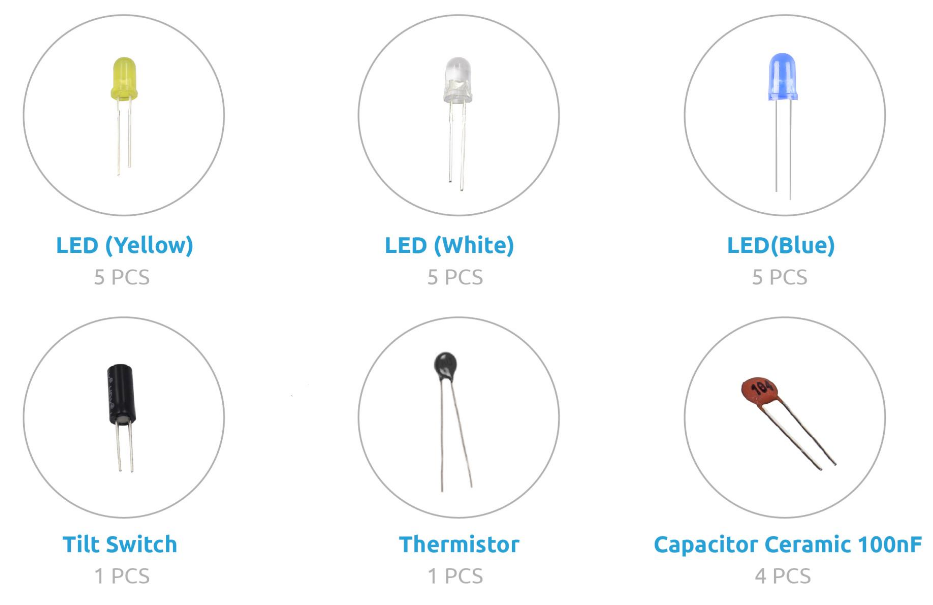 LED (Yellow)
5 PCS
LED (White)
5 PCS
LED(Blue)
5 PCS
104
Tilt Switch
1 PCS
Thermistor
1 PCS
Capacitor Ceramic 100nF
4 PCS